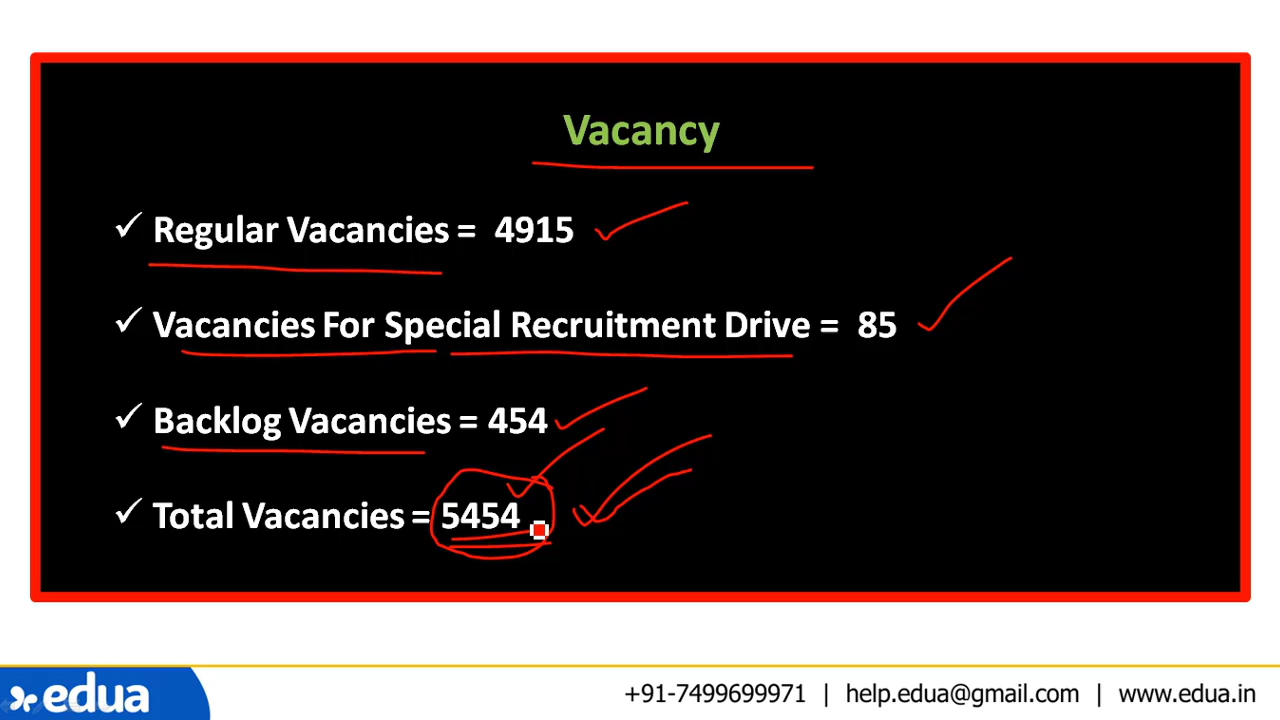 Vacancy
✓ Regular Vacancies = 4915
✓ Vacancies For Special Recruitment Drive = 85
✓ Backlog Vacancies = 454
✓ Total Vacancies = 5454
edua
+91-7499699971 | help.edua@gmail.com | www.edua.in